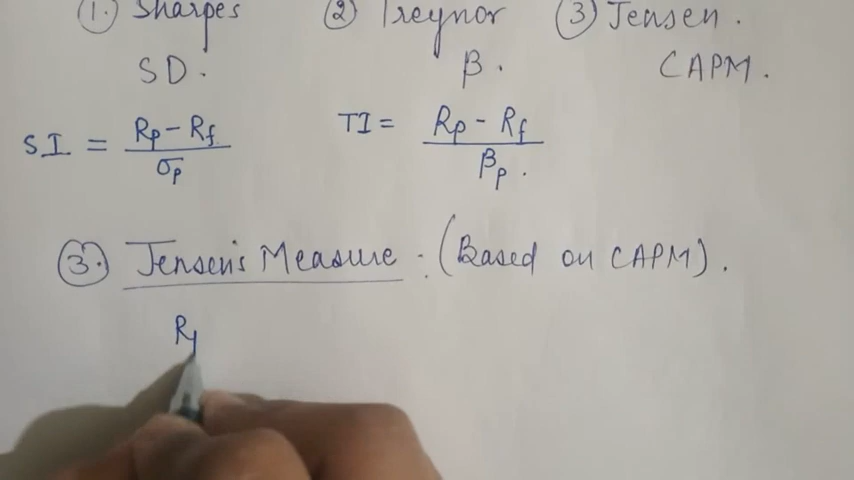 ① Sharpes ② Treynor ③ Jensen.
SD. β. CAPM.
S.I = Rp - Rf / σp TI = Rp - Rf / βp.
③. Jensen's Measure : (Based on CAPM).
Rp